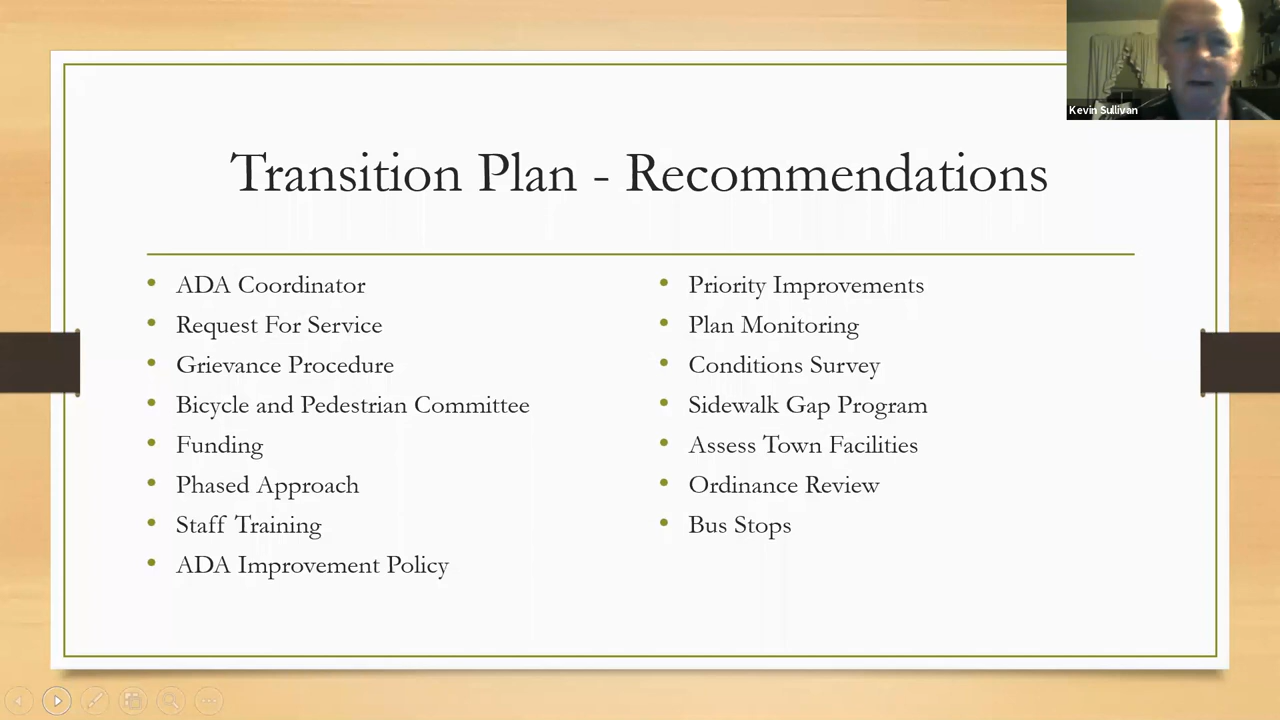 Kevin Sullivan
Transition Plan - Recommendations
ADA Coordinator
Request For Service
Grievance Procedure
Bicycle and Pedestrian Committee
Funding
Phased Approach
Staff Training
ADA Improvement Policy
Priority Improvements
Plan Monitoring
Conditions Survey
Sidewalk Gap Program
Assess Town Facilities
Ordinance Review
Bus Stops